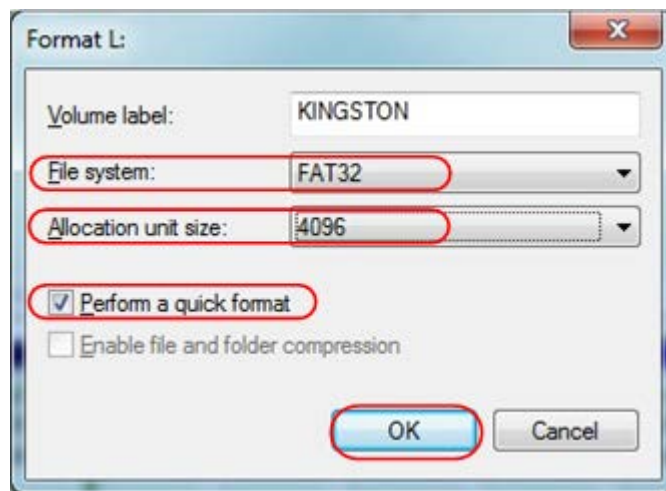 Format L:
Volume label: KINGSTON
File system: FAT32
Allocation unit size: 4096
Perform a quick format
Enable file and folder compression
OK Cancel